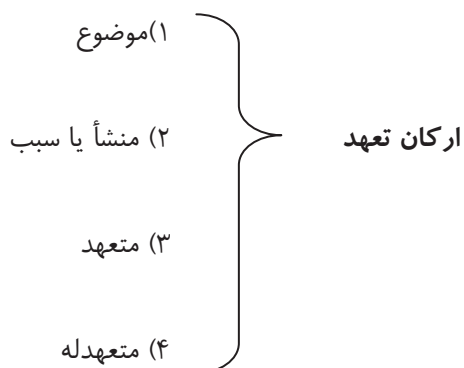 ارکان تعهد
۱)موضوع
۲) منشأ یا سبب
۳) متعهد
۴) متعهدله